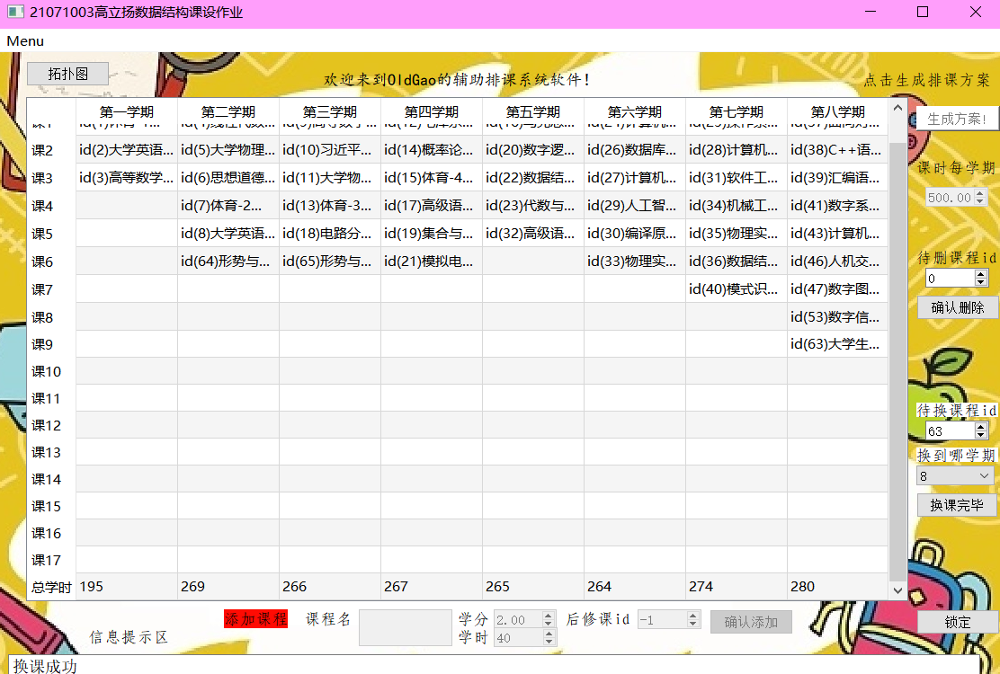 21071003高立扬数据结构课设作业
Menu
拓扑图
欢迎来到OldGao的辅助排课系统软件!
点击生成排课方案
第一学期 第二学期 第三学期 第四学期 第五学期 第六学期 第七学期 第八学期
生成方案!
课2 id(2)大学英语... id(5)大学物理... id(10)习近平... id(14)概率论... id(20)数字逻... id(26)数据库... id(28)计算机... id(38)C++语...
课3 id(3)高等数学... id(6)思想道德... id(11)大学物... id(15)体育-4... id(22)数据结... id(27)计算机... id(31)软件工... id(39)汇编语...
课时每学期
500.00
课4 id(7)体育-2... id(13)体育-3... id(17)高级语... id(23)代数与... id(29)人工智... id(34)机械工... id(41)数字系...
课5 id(8)大学英语... id(18)电路分... id(19)集合与... id(32)高级语... id(30)编译原... id(35)物理实... id(43)计算机...
课6 id(64)形势与... id(65)形势与... id(21)模拟电... id(33)物理实... id(36)数据结... id(46)人机交...
待删课程id
0
课7 id(40)模式识... id(47)数字图...
确认删除
课8 id(53)数字信...
课9 id(63)大学生...
课10
课11
课12
待换课程id
63
课13
换到哪学期
8
课14
课15
换课完毕
课16
课17
总学时 195 269 266 267 265 264 274 280
添加课程 课程名 学分 2.00 后修课id -1 确认添加
学时 40
锁定
信息提示区
换课成功